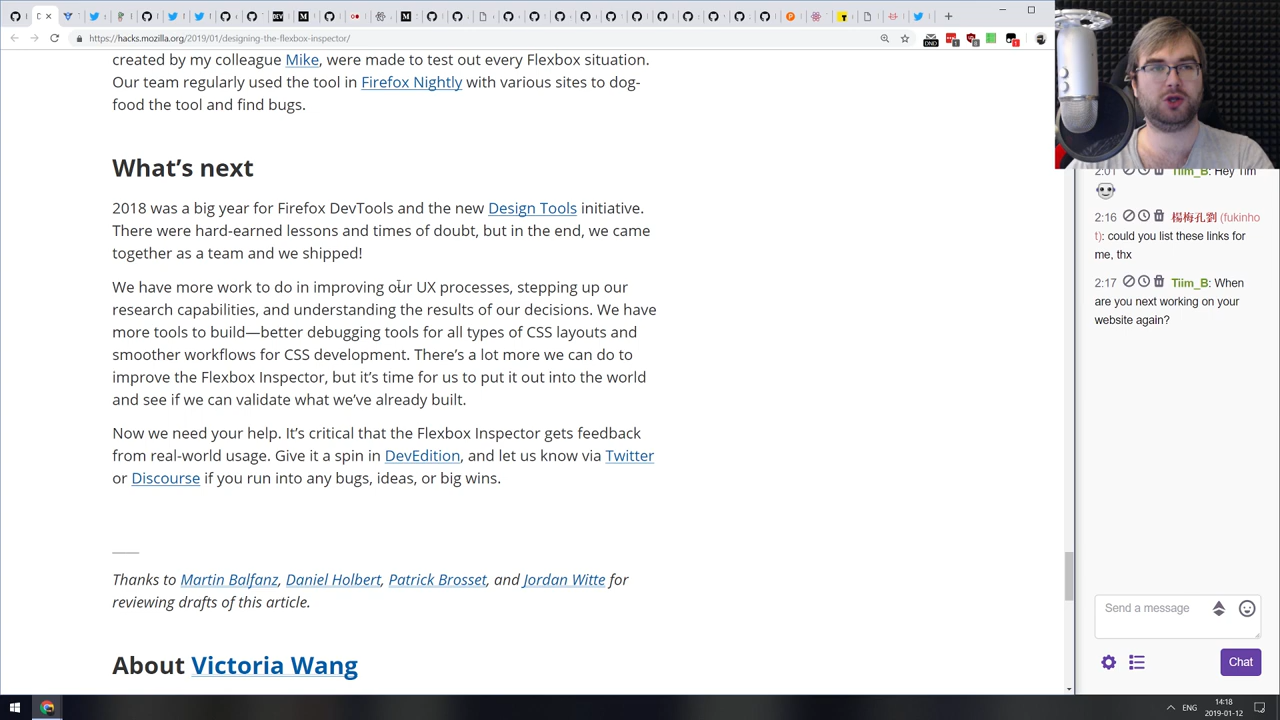 https://hacks.mozilla.org/2019/01/designing-the-flexbox-inspector/
DND
1
8
1
created by my colleague Mike, were made to test out every Flexbox situation.
Our team regularly used the tool in Firefox Nightly with various sites to dog-
food the tool and find bugs.
What’s next
2018 was a big year for Firefox DevTools and the new Design Tools initiative.
There were hard-earned lessons and times of doubt, but in the end, we came
together as a team and we shipped!
We have more work to do in improving our UX processes, stepping up our
research capabilities, and understanding the results of our decisions. We have
more tools to build—better debugging tools for all types of CSS layouts and
smoother workflows for CSS development. There’s a lot more we can do to
improve the Flexbox Inspector, but it’s time for us to put it out into the world
and see if we can validate what we’ve already built.
Now we need your help. It’s critical that the Flexbox Inspector gets feedback
from real-world usage. Give it a spin in DevEdition, and let us know via Twitter
or Discourse if you run into any bugs, ideas, or big wins.
Thanks to Martin Balfanz, Daniel Holbert, Patrick Brosset, and Jordan Witte for
reviewing drafts of this article.
About Victoria Wang
2:01 Tiim_B: Hey Tim
2:16 楊梅孔劉 (fukinho
t): could you list these links for
me, thx
2:17 Tiim_B: When
are you next working on your
website again?
Send a message
Chat
ENG
14:18
2019-01-12